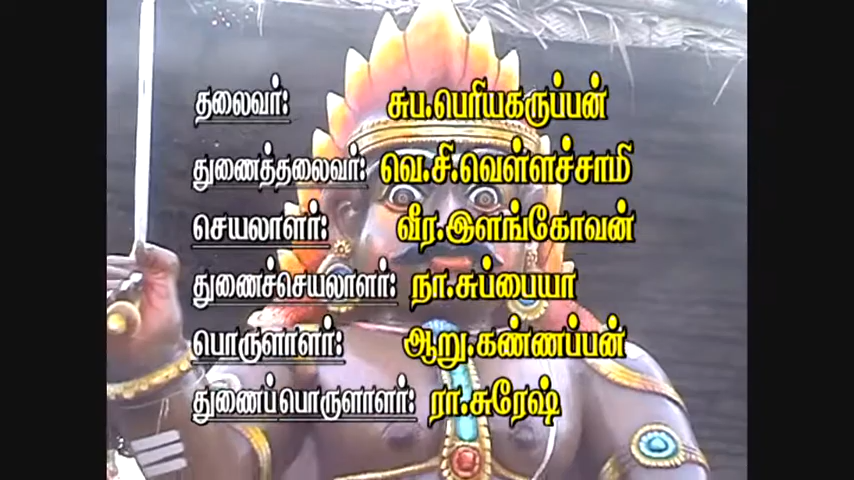 தலைவர்: சுப.பெரியகருப்பன்
துணைத்தலைவர்: வெ.சி.வெள்ளச்சாமி
செயலாளர்: வீர.இளங்கோவன்
துணைச்செயலாளர்: நா.சுப்பையா
பொருளாளர்: ஆறு.கண்ணப்பன்
துணைப்பொருளாளர்: ரா.சுரேஷ்